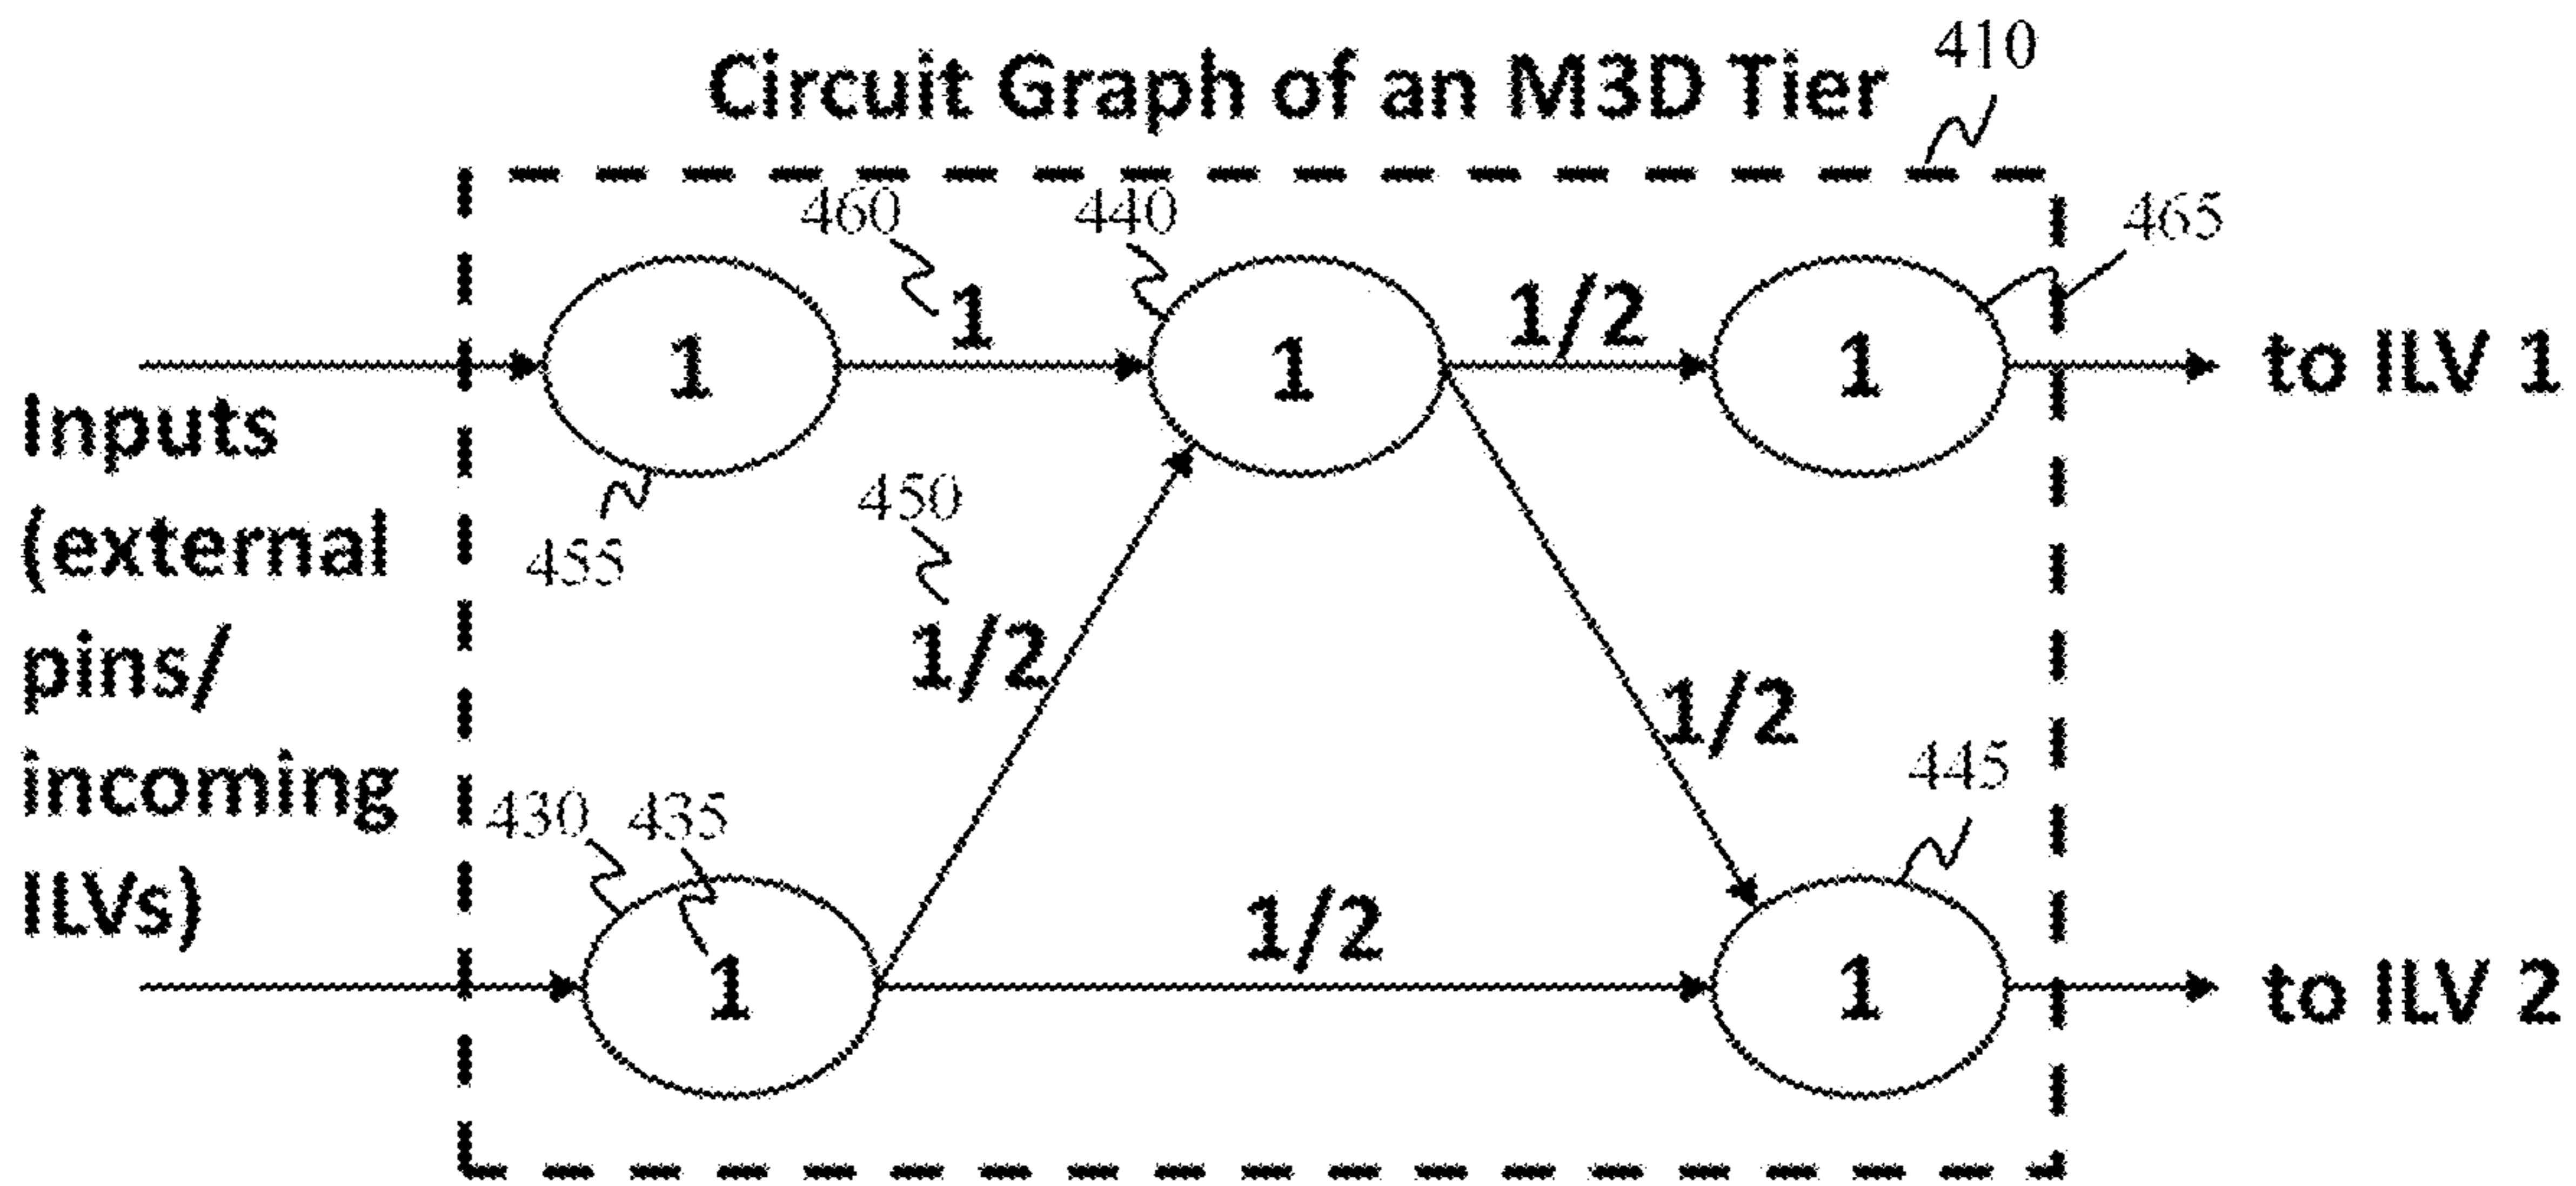 410
Circuit Graph of an M3D Tier
460
440
465
1
1/2
1
1
1
to ILV 1
Inputs
(external
pins/
incoming
ILVs)
455
450
1/2
1/2
445
430
435
1/2
1
1
to ILV 2